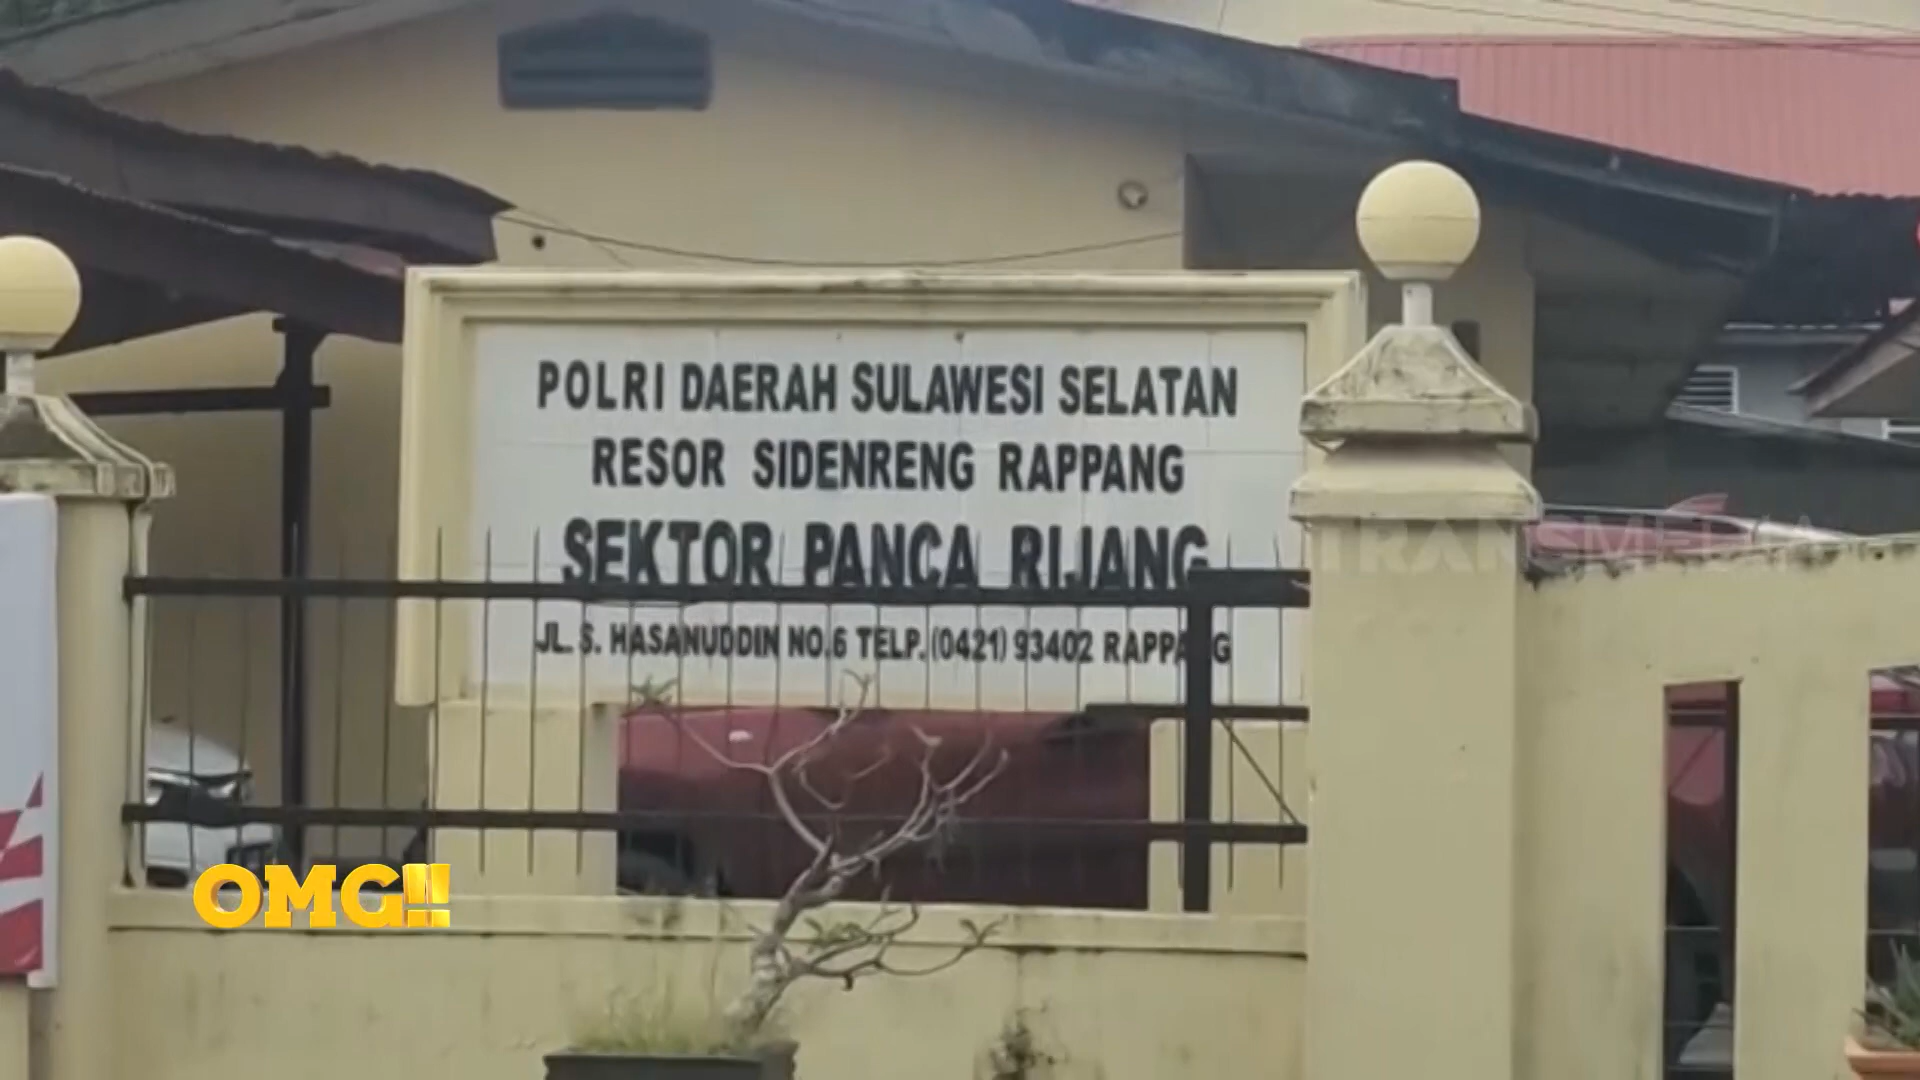 POLRI DAERAH SULAWESI SELATAN
RESOR SIDENRENG RAPPANG
SEKTOR PANCA RIJANG
JL. S. HASANUDDIN NO.6 TELP. (0421) 93402 RAPPANG
TRANSMEDIA
OMG!!